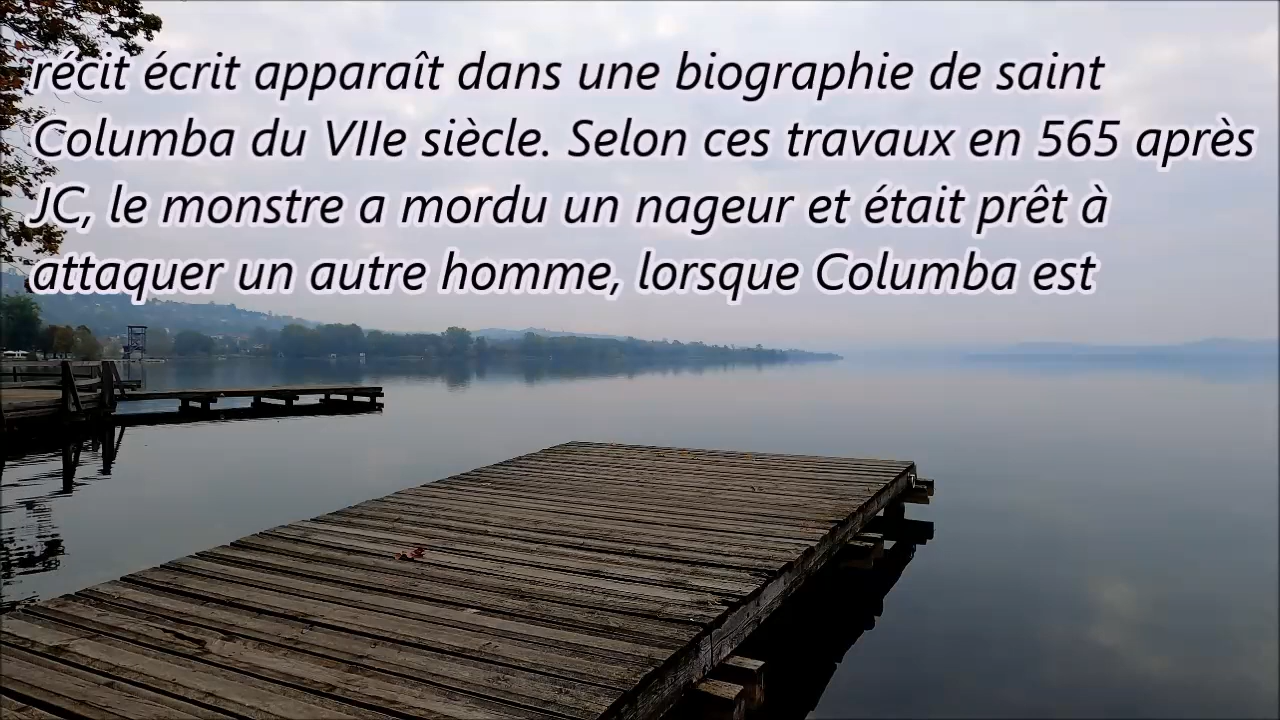 récit écrit apparaît dans une biographie de saint
Columba du VIIe siècle. Selon ces travaux en 565 après
JC, le monstre a mordu un nageur et était prêt à
attaquer un autre homme, lorsque Columba est